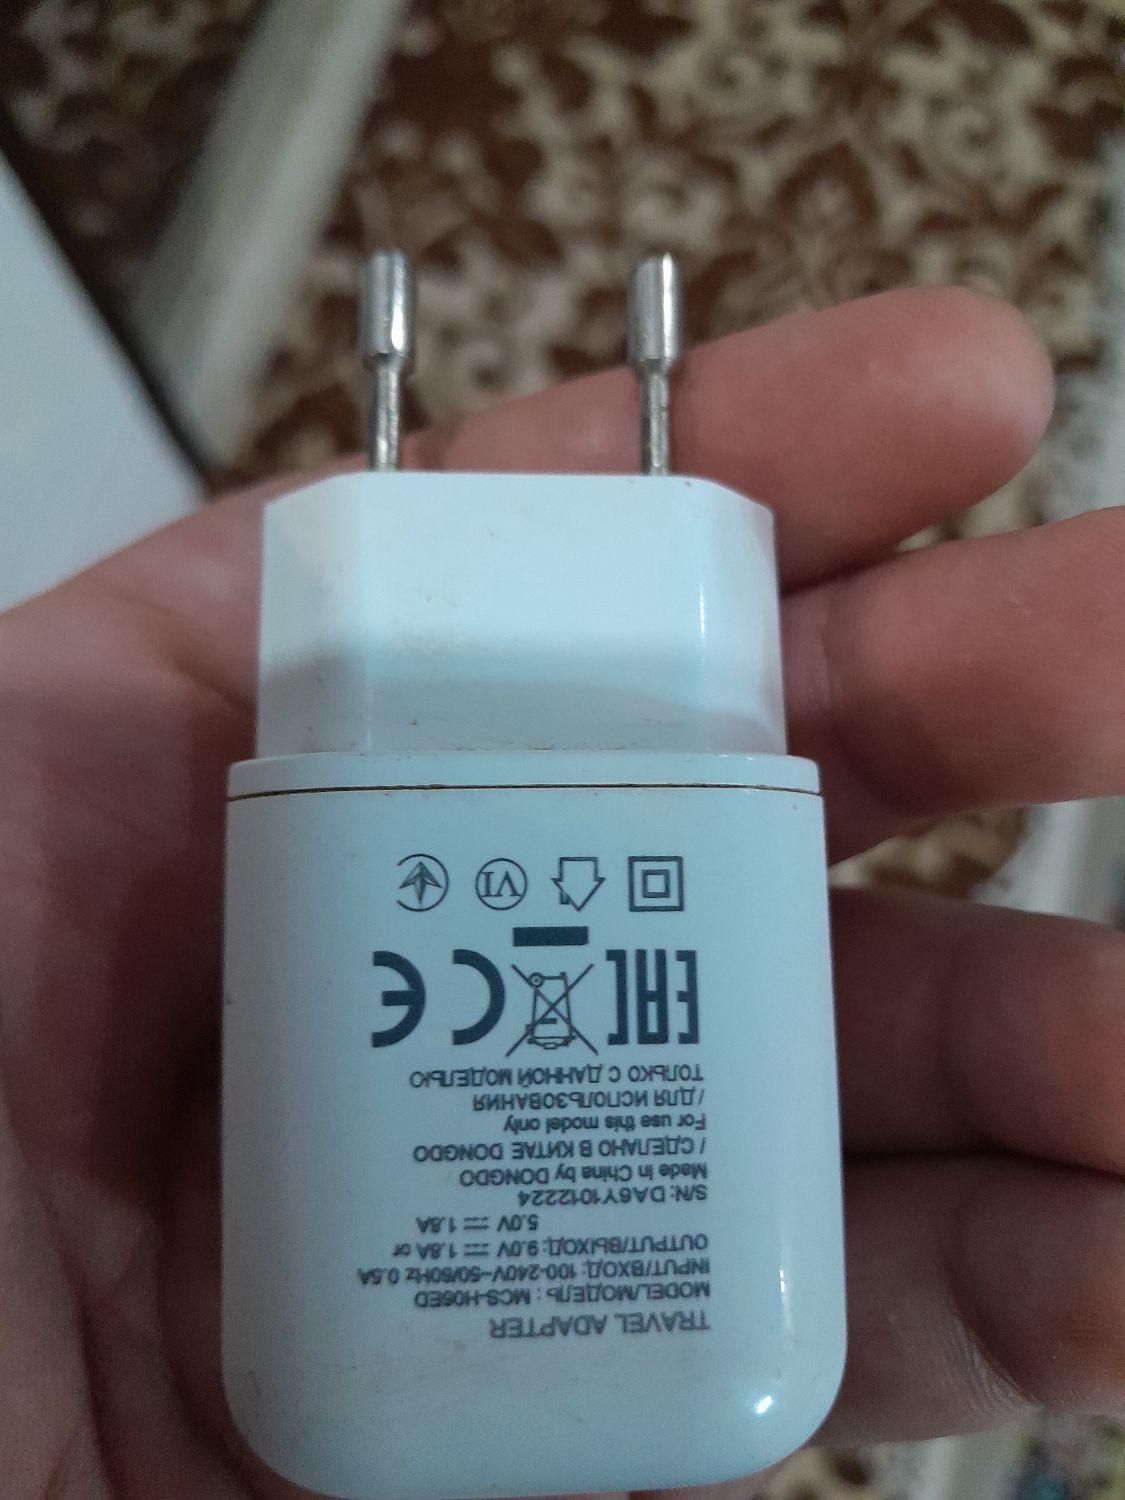 TRAVEL ADAPTER
MODEL/МОДЕЛЬ : MCS-H06ED
INPUT/ВХОД: 100-240V~50/60Hz 0.5A
OUTPUT/ВЫХОД: 9.0V ⎓ 1.8A or
5.0V ⎓ 1.8A
S/N: DA6Y1012224
Made in China by DONGDO
/ СДЕЛАНО В КИТАЕ DONGDO
For use this model only
/ ДЛЯ ИСПОЛЬЗОВАНИЯ
ТОЛЬКО С ДАННОЙ МОДЕЛЬЮ
EAC CE
VI